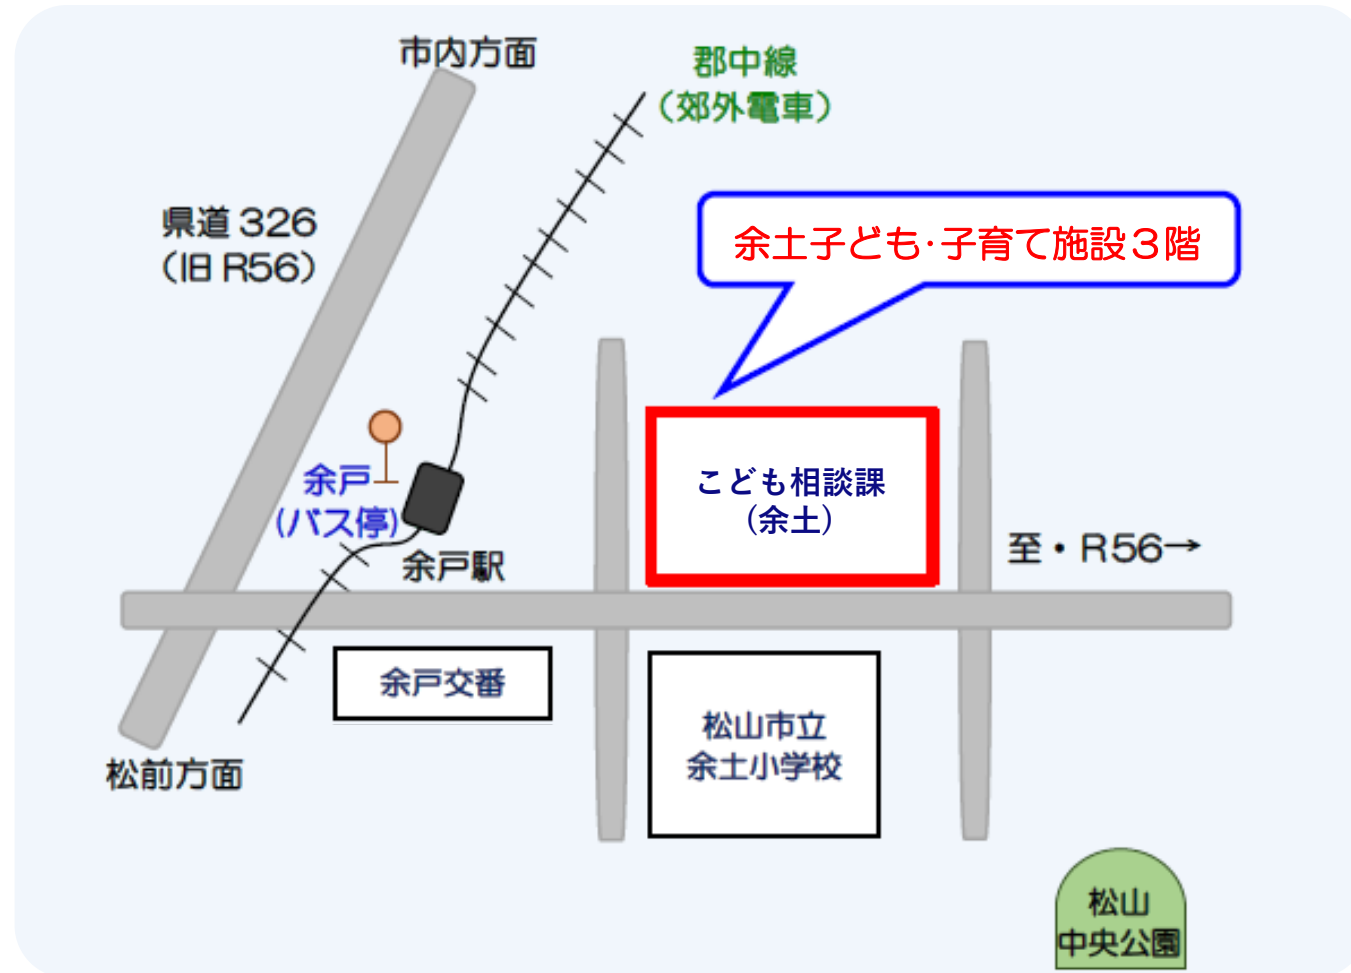 市内方面
郡中線
（郊外電車）
県道 326
（旧 R56）
余土子ども・子育て施設３階
余戸
(バス停)
余戸駅
こども相談課
(余土)
至・R56→
余戸交番
松山市立
余土小学校
松前方面
松山
中央公園